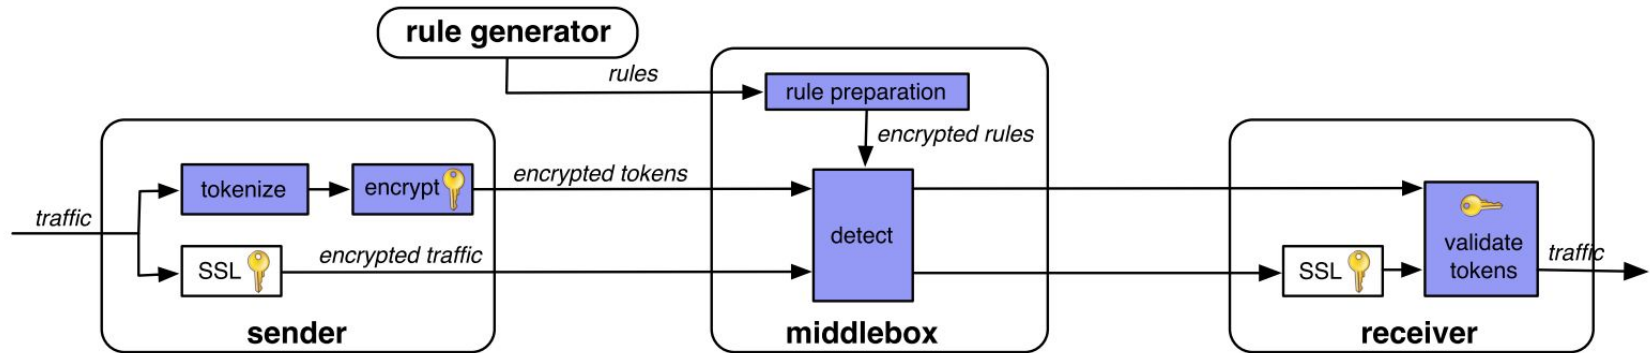 rule generator
rules
rule preparation
encrypted rules
tokenize
encrypt
encrypted tokens
traffic
SSL
encrypted traffic
detect
validate
tokens
SSL
traffic
sender
middlebox
receiver